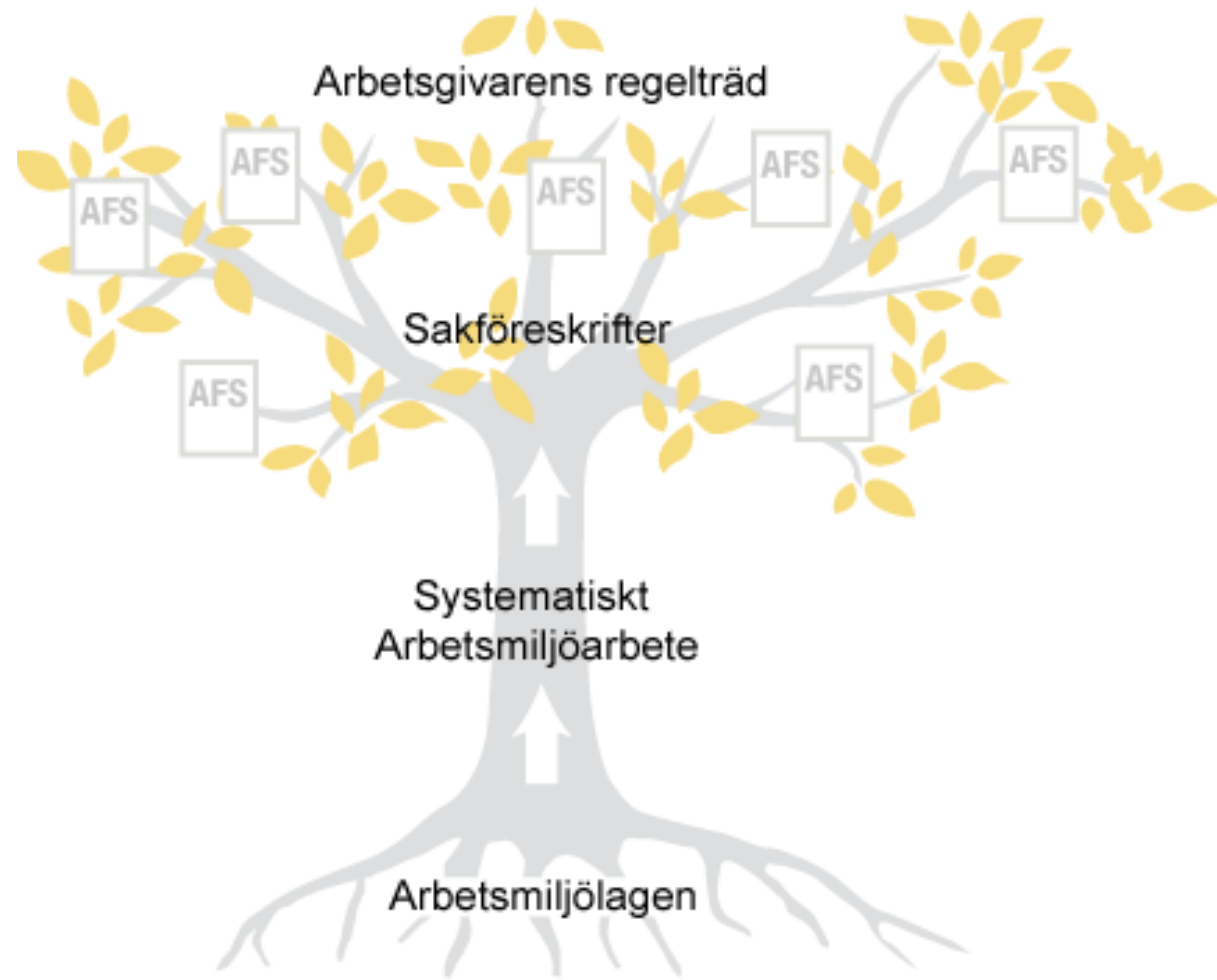 Arbetsgivarens regelträd
AFS
AFS
AFS
AFS
AFS
Sakföreskrifter
AFS
AFS
Systematiskt
Arbetsmiljöarbete
Arbetsmiljölagen